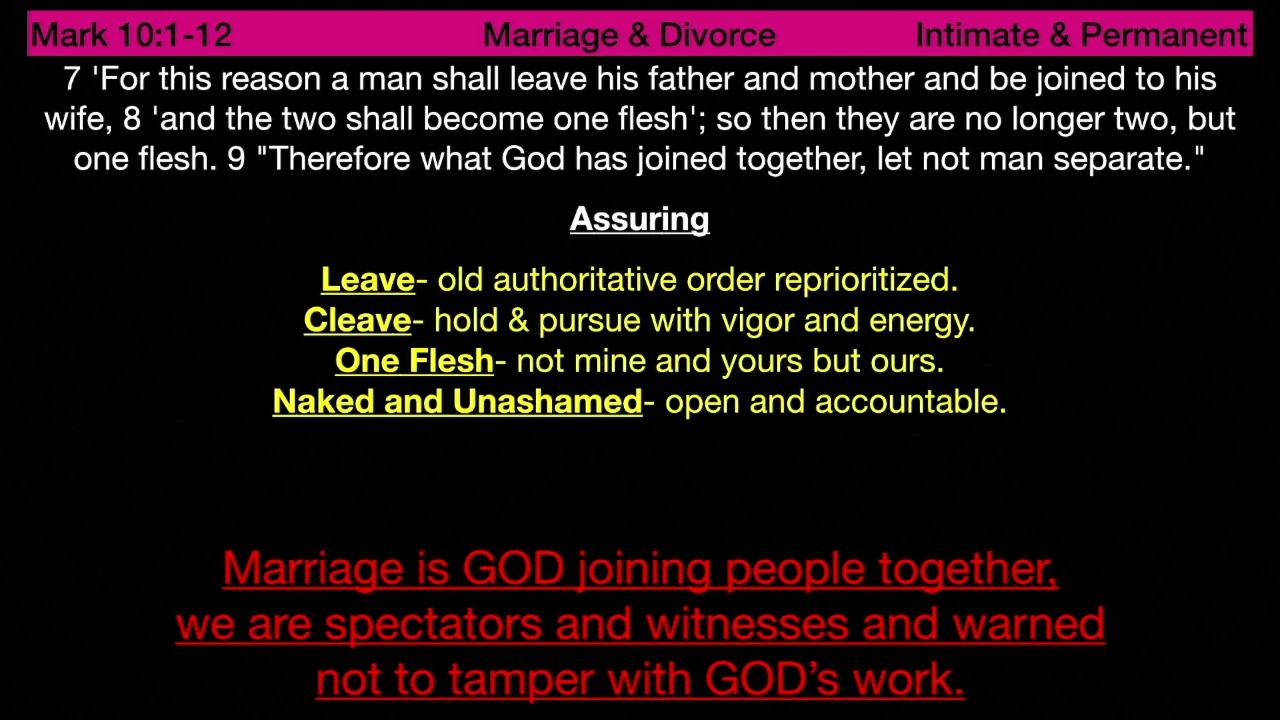 Mark 10:1-12 Marriage & Divorce Intimate & Permanent
7 'For this reason a man shall leave his father and mother and be joined to his
wife, 8 'and the two shall become one flesh'; so then they are no longer two, but
one flesh. 9 "Therefore what God has joined together, let not man separate."
Assuring
Leave- old authoritative order reprioritized.
Cleave- hold & pursue with vigor and energy.
One Flesh- not mine and yours but ours.
Naked and Unashamed- open and accountable.
Marriage is GOD joining people together,
we are spectators and witnesses and warned
not to tamper with GOD’s work.